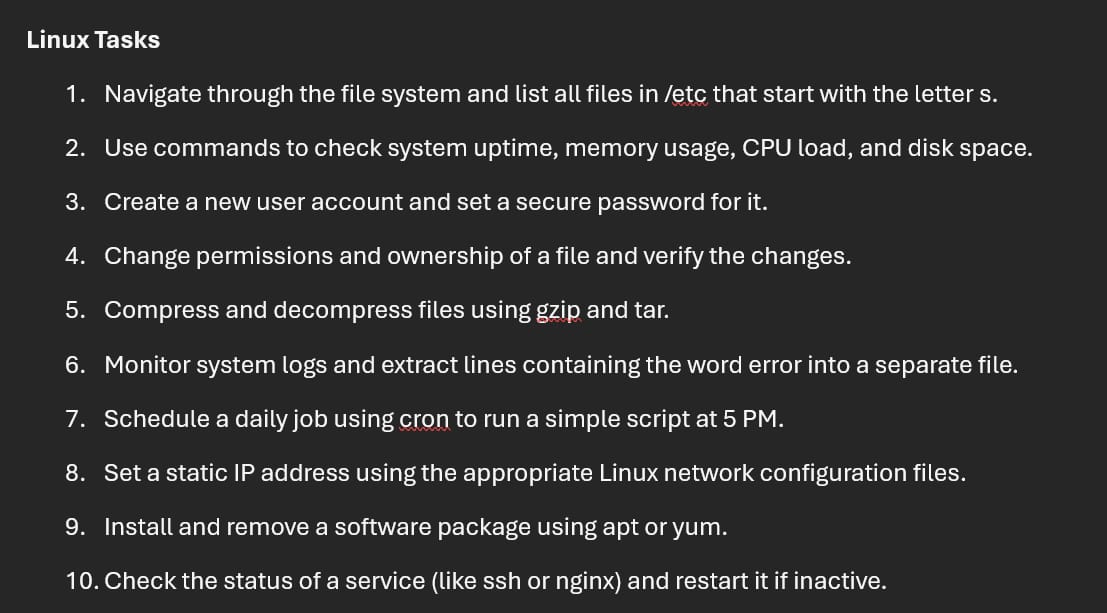 Linux Tasks
1. Navigate through the file system and list all files in /etc that start with the letter s.
2. Use commands to check system uptime, memory usage, CPU load, and disk space.
3. Create a new user account and set a secure password for it.
4. Change permissions and ownership of a file and verify the changes.
5. Compress and decompress files using gzip and tar.
6. Monitor system logs and extract lines containing the word error into a separate file.
7. Schedule a daily job using cron to run a simple script at 5 PM.
8. Set a static IP address using the appropriate Linux network configuration files.
9. Install and remove a software package using apt or yum.
10. Check the status of a service (like ssh or nginx) and restart it if inactive.